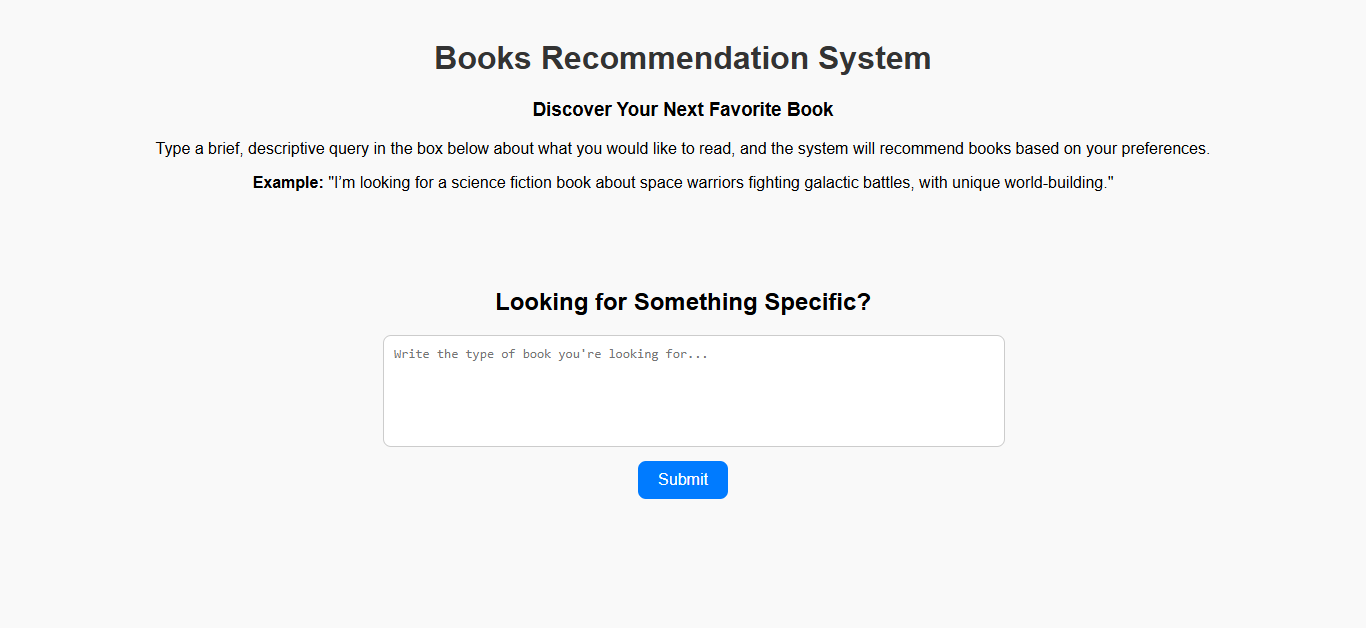 Books Recommendation System
Discover Your Next Favorite Book
Type a brief, descriptive query in the box below about what you would like to read, and the system will recommend books based on your preferences.
Example: "I’m looking for a science fiction book about space warriors fighting galactic battles, with unique world-building."
Looking for Something Specific?
Write the type of book you're looking for...
Submit